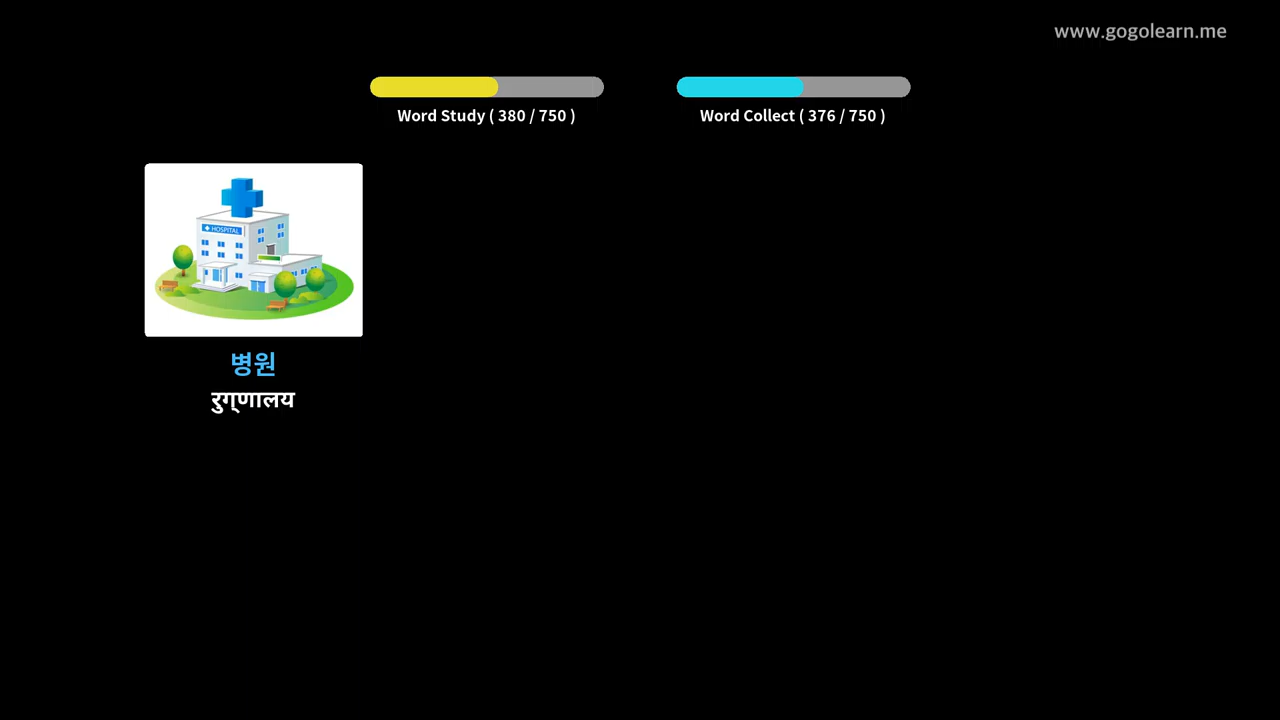 www.gogolearn.me
Word Study ( 380 / 750 )
Word Collect ( 376 / 750 )
HOSPITAL
병원
रुग्णालय